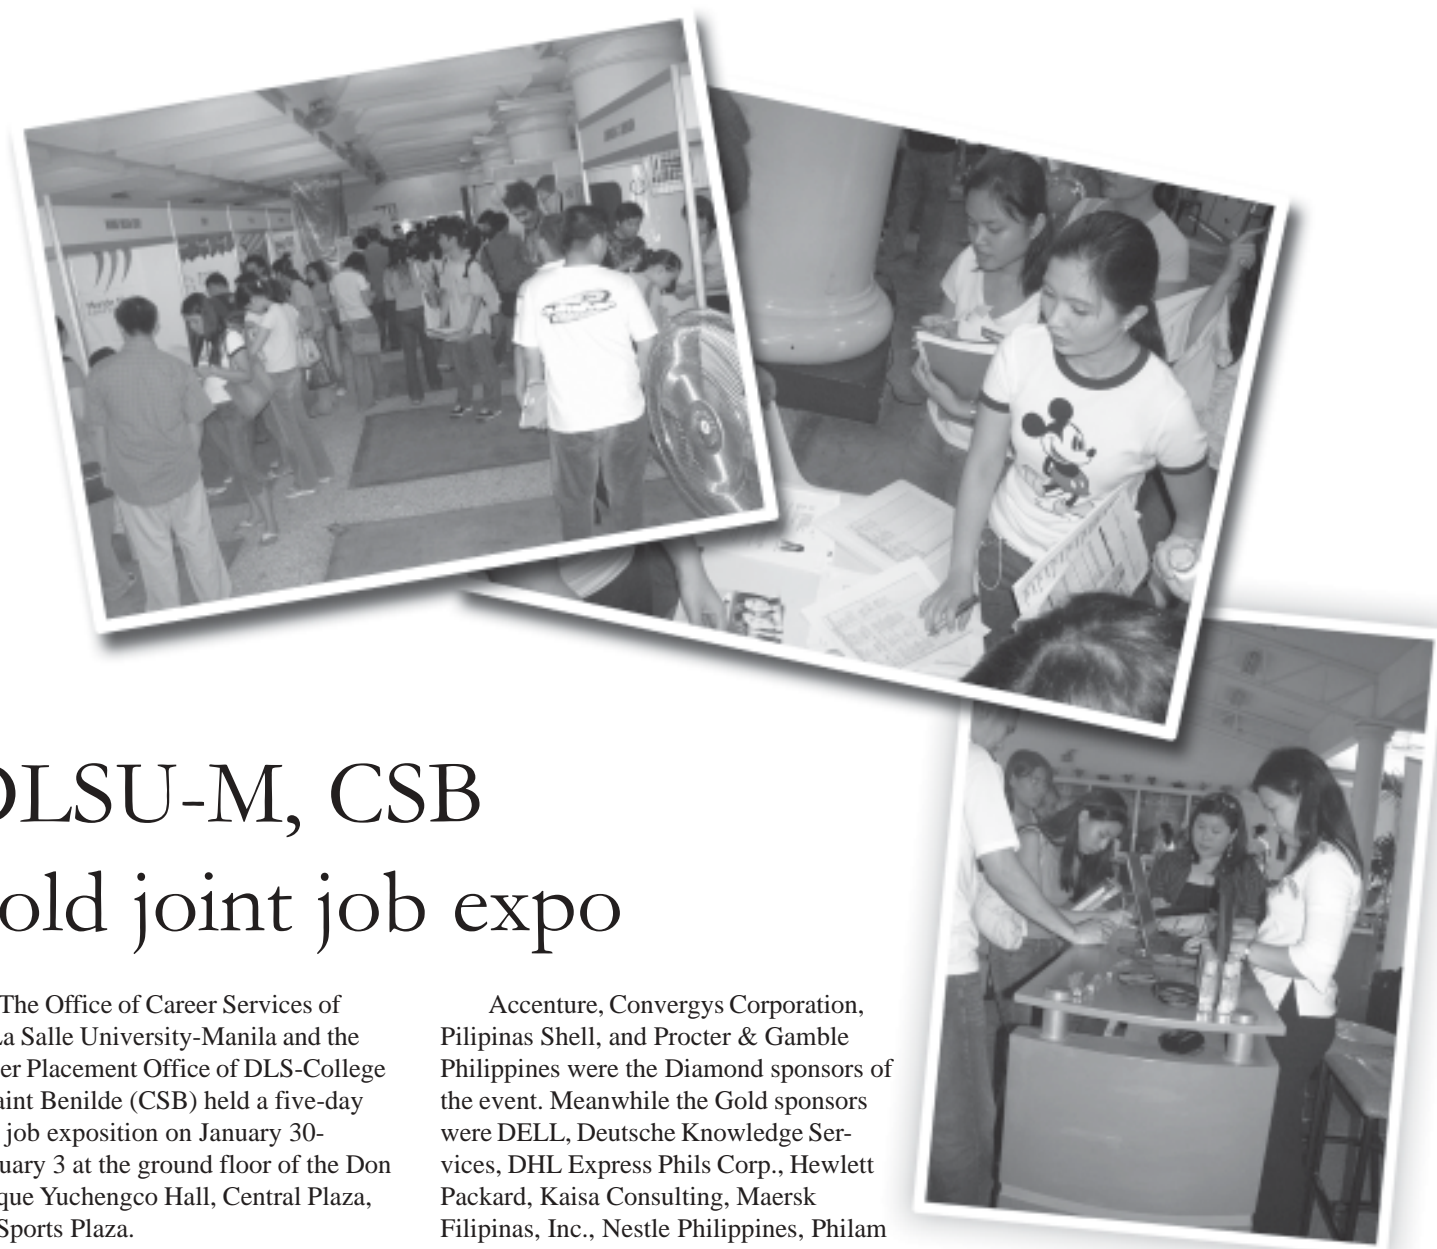 DLSU-M, CSB
old joint job expo
The Office of Career Services of
La Salle University-Manila and the
er Placement Office of DLS-College
aint Benilde (CSB) held a five-day
job exposition on January 30-
uary 3 at the ground floor of the Don
que Yuchengco Hall, Central Plaza,
Sports Plaza.
Accenture, Convergys Corporation,
Pilipinas Shell, and Procter & Gamble
Philippines were the Diamond sponsors of
the event. Meanwhile the Gold sponsors
were DELL, Deutsche Knowledge Ser-
vices, DHL Express Phils Corp., Hewlett
Packard, Kaisa Consulting, Maersk
Filipinas, Inc., Nestle Philippines, Philam